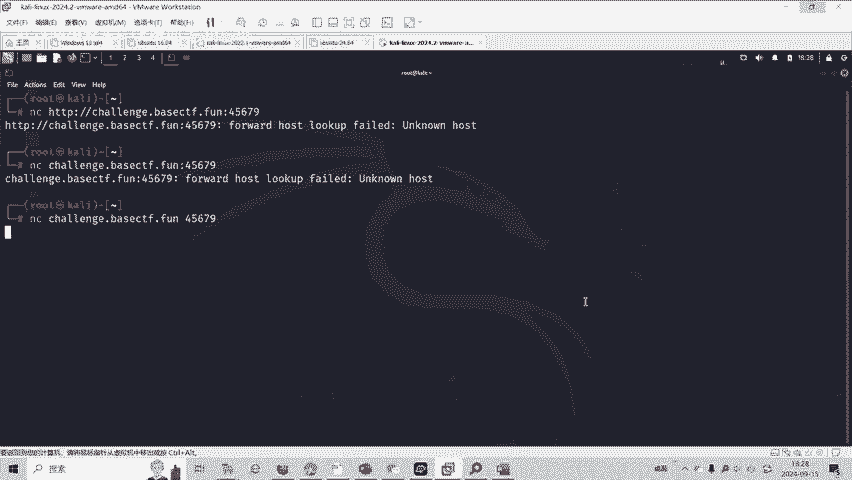 kali-linux-2024.2-vmware-amd64 - VMware Workstation
文件(F) 编辑(E) 查看(V) 虚拟机(M) 选项卡(T) 帮助(H)
主页 Windows 10 x64 ubuntu 16.04 kali-linux-2022.3-vmware-amd64 ubuntu 24.04 kali-linux-2024.2-vmware-a...
1 2 3 4 16:28
root@kali:~
File Actions Edit View Help
┌──(root㉿kali)-[~]
└─# nc http://challenge.basectf.fun:45679
http://challenge.basectf.fun:45679: forward host lookup failed: Unknown host
┌──(root㉿kali)-[~]
└─# nc challenge.basectf.fun:45679
challenge.basectf.fun:45679: forward host lookup failed: Unknown host
┌──(root㉿kali)-[~]
└─# nc challenge.basectf.fun 45679
要返回到您的计算机，请将鼠标指针从虚拟机中移出或按 Ctrl+Alt。
搜索
16:28
2024-09-15